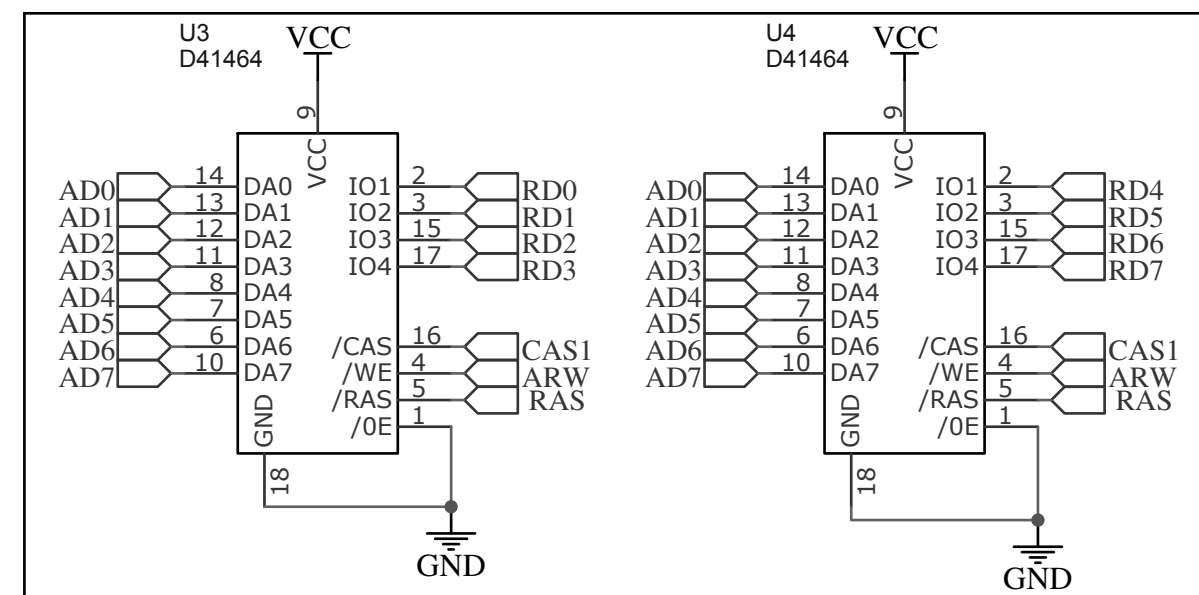 U3
D41464
VCC
9
VCC
AD0 14 DA0 IO1 2 RD0
AD1 13 DA1 IO2 3 RD1
AD2 12 DA2 IO3 15 RD2
AD3 11 DA3 IO4 17 RD3
AD4 8 DA4
AD5 7 DA5
AD6 6 DA6 /CAS 16 CAS1
AD7 10 DA7 /WE 4 ARW
/RAS 5 RAS
GND /0E 1
18
GND
U4
D41464
VCC
9
VCC
AD0 14 DA0 IO1 2 RD4
AD1 13 DA1 IO2 3 RD5
AD2 12 DA2 IO3 15 RD6
AD3 11 DA3 IO4 17 RD7
AD4 8 DA4
AD5 7 DA5
AD6 6 DA6 /CAS 16 CAS1
AD7 10 DA7 /WE 4 ARW
/RAS 5 RAS
GND /0E 1
18
GND